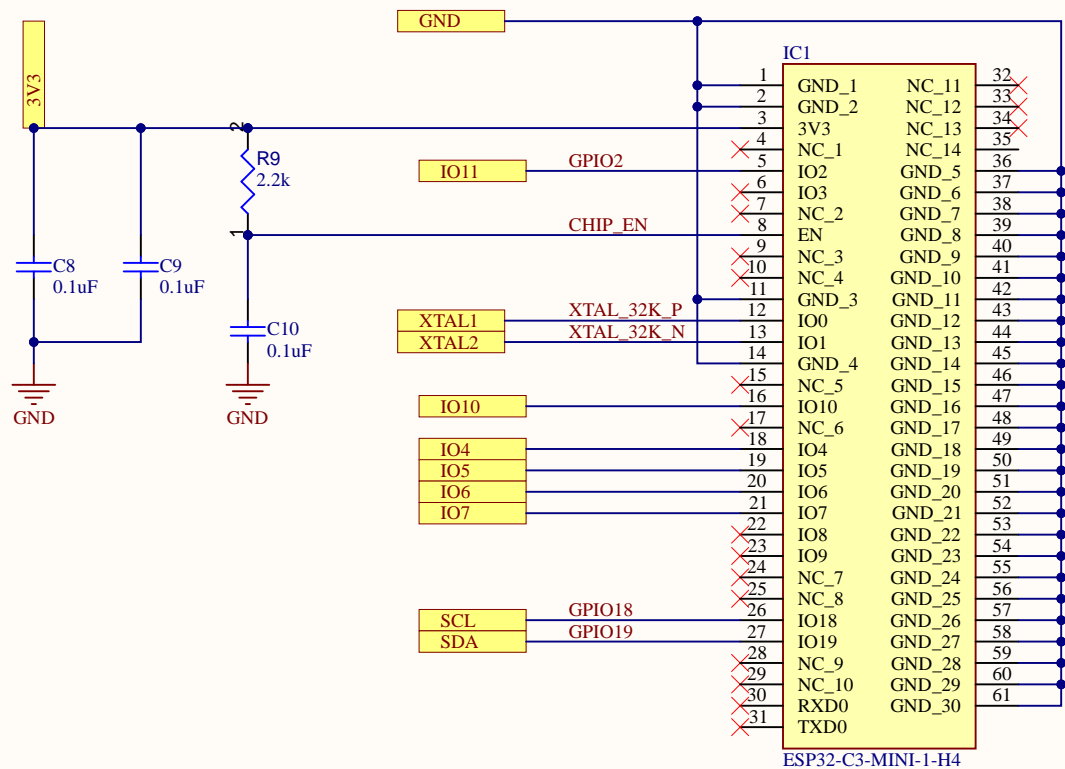 GND
3V3
IC1
1 GND_1 NC_11 32
2 GND_2 NC_12 33
2 3 3V3 NC_13 34
4 NC_1 NC_14 35
R9
2.2k
IO11 GPIO2 5 IO2 GND_5 36
6 IO3 GND_6 37
7 NC_2 GND_7 38
1 CHIP_EN 8 EN GND_8 39
9 NC_3 GND_9 40
C8 C9
0.1uF 0.1uF
10 NC_4 GND_10 41
11 GND_3 GND_11 42
XTAL1 XTAL_32K_P 12 IO0 GND_12 43
C10
0.1uF
XTAL2 XTAL_32K_N 13 IO1 GND_13 44
14 GND_4 GND_14 45
15 NC_5 GND_15 46
IO10 16 IO10 GND_16 47
GND GND
17 NC_6 GND_17 48
IO4 18 IO4 GND_18 49
IO5 19 IO5 GND_19 50
IO6 20 IO6 GND_20 51
IO7 21 IO7 GND_21 52
22 IO8 GND_22 53
23 IO9 GND_23 54
24 NC_7 GND_24 55
25 NC_8 GND_25 56
SCL GPIO18 26 IO18 GND_26 57
SDA GPIO19 27 IO19 GND_27 58
28 NC_9 GND_28 59
29 NC_10 GND_29 60
30 RXD0 GND_30 61
31 TXD0
ESP32-C3-MINI-1-H4